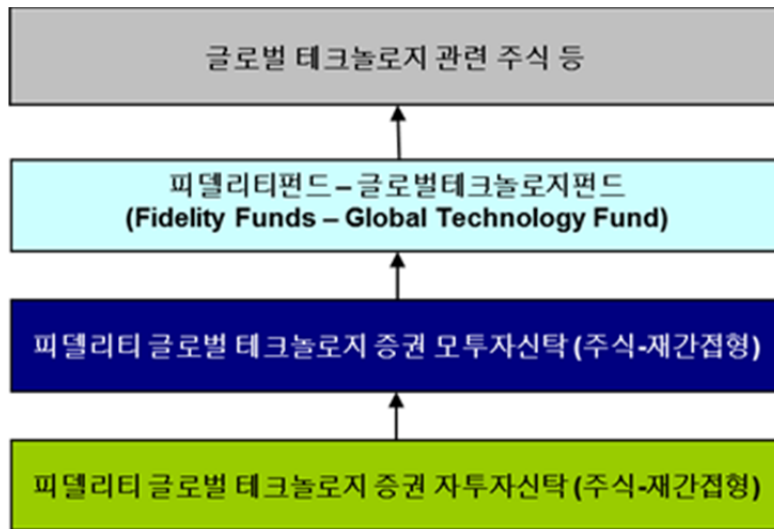 글로벌 테크놀로지 관련 주식 등
피델리티펀드 – 글로벌테크놀로지펀드
(Fidelity Funds – Global Technology Fund)
피델리티 글로벌 테크놀로지 증권 모투자신탁 (주식-재간접형)
피델리티 글로벌 테크놀로지 증권 자투자신탁 (주식-재간접형)